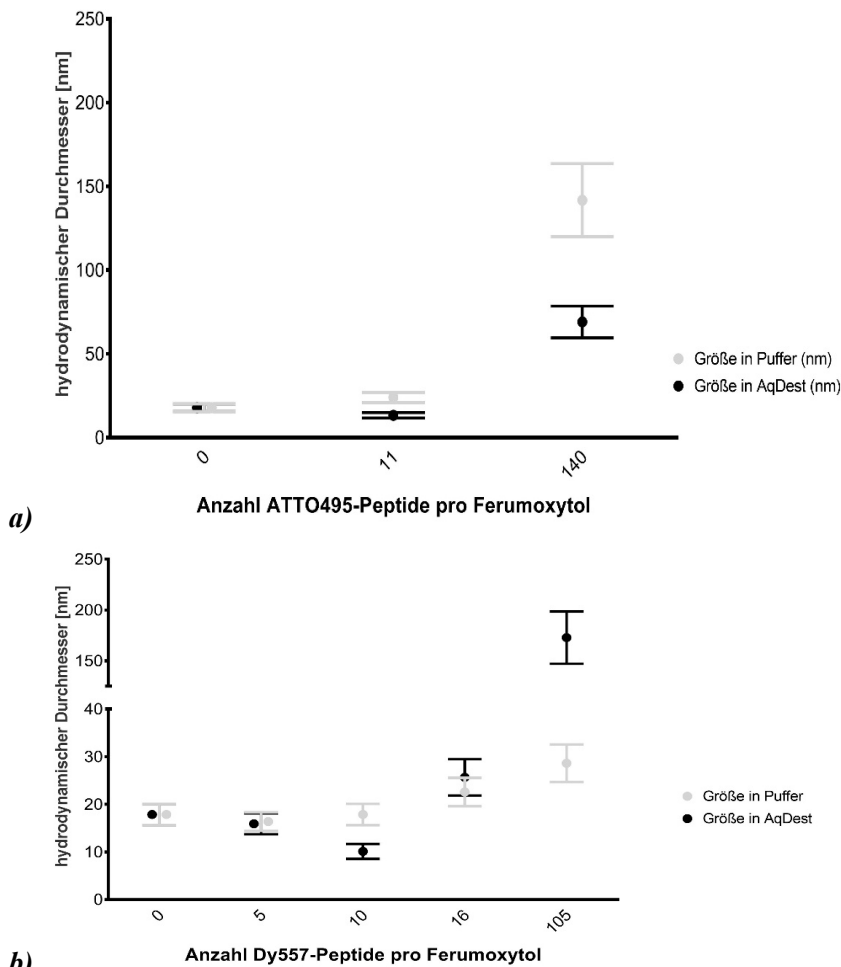 250
200
150
100
50
0
hydrodynamischer Durchmesser [nm]
0
11
140
Größe in Puffer (nm)
Größe in AqDest (nm)
Anzahl ATTO495-Peptide pro Ferumoxytol
a)
250
200
150
40
30
20
10
0
hydrodynamischer Durchmesser [nm]
0
5
10
16
105
Größe in Puffer
Größe in AqDest
Anzahl Dy557-Peptide pro Ferumoxytol
b)